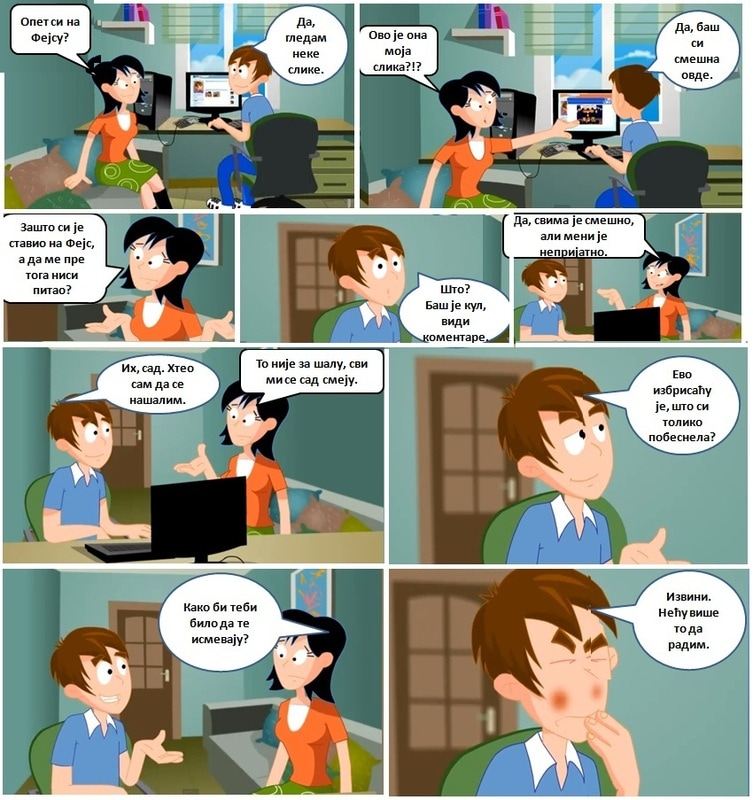 Опет си на
Фејсу?
Да,
гледам
неке
слике.
Ово је она
моја
слика?!?
Да, баш
си
смешна
овде.
Зашто си је
ставио на Фејс,
а да ме пре
тога ниси
питао?
Што?
Баш је кул,
види
коментаре.
Да, свима је смешно,
али мени је
непријатно.
Их, сад. Хтео
сам да се
нашалим.
То није за шалу, сви
ми се сад смеју.
Ево
избрисаћу
је, што си
толико
побеснела?
Како би теби
било да те
исмевају?
Извини.
Нећу више
то да
радим.